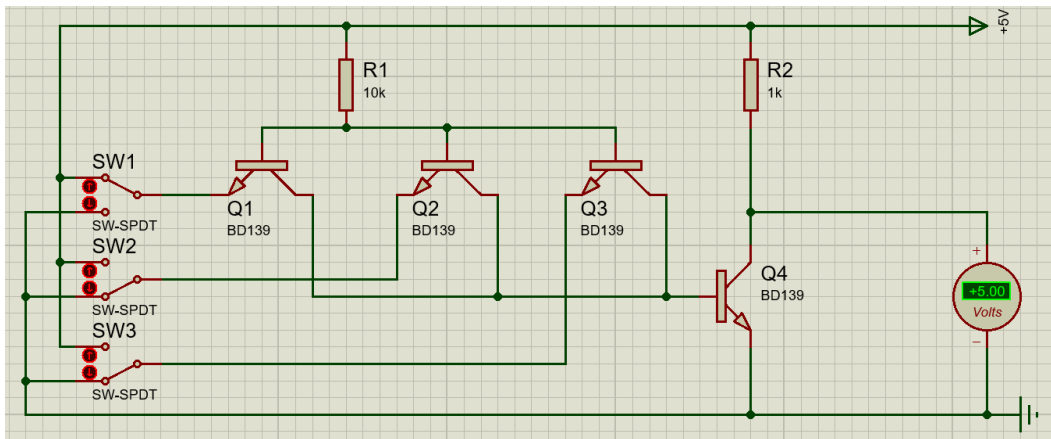 +5V
R1
10k
R2
1k
SW1
SW-SPDT
Q1
BD139
Q2
BD139
Q3
BD139
SW2
SW-SPDT
Q4
BD139
+
+5.00
Volts
−
SW3
SW-SPDT